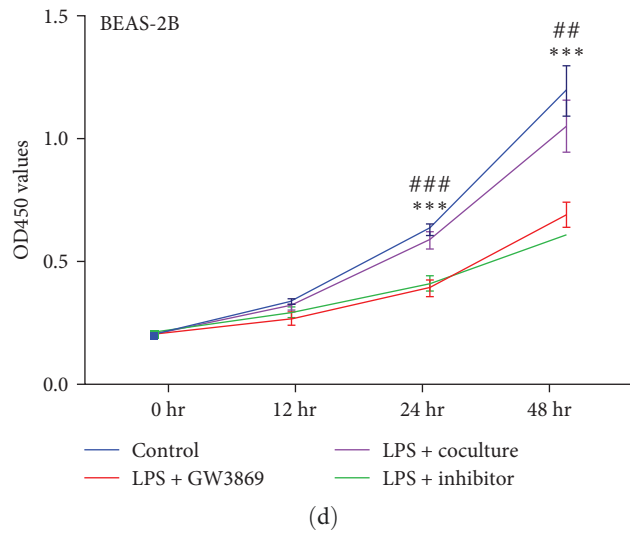 BEAS-2B
OD450 values
1.5
1.0
0.5
0.0
###
***
##
***
0 hr 12 hr 24 hr 48 hr
Control LPS + coculture
LPS + GW3869 LPS + inhibitor
(d)